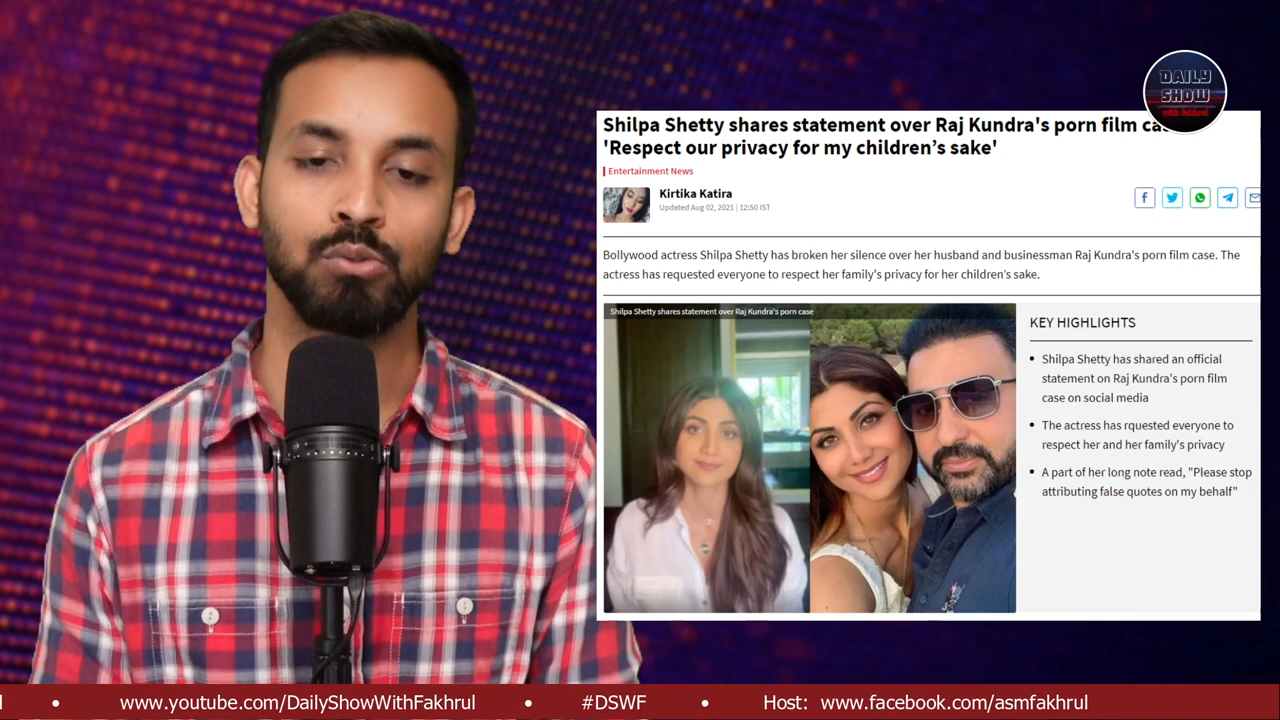 DAILY
SHOW
with fakhrul
Shilpa Shetty shares statement over Raj Kundra's porn film
'Respect our privacy for my children’s sake'
Entertainment News
Kirtika Katira
Updated Aug 02, 2021 | 12:50 IST
Bollywood actress Shilpa Shetty has broken her silence over her husband and businessman Raj Kundra's porn film case. The
actress has requested everyone to respect her family's privacy for her children’s sake.
Shilpa Shetty shares statement over Raj Kundra's porn case
KEY HIGHLIGHTS
• Shilpa Shetty has shared an official
statement on Raj Kundra's porn film
case on social media
• The actress has rquested everyone to
respect her and her family's privacy
• A part of her long note read, "Please stop
attributing false quotes on my behalf"
• www.youtube.com/DailyShowWithFakhrul • #DSWF • Host: www.facebook.com/asmfakhrul